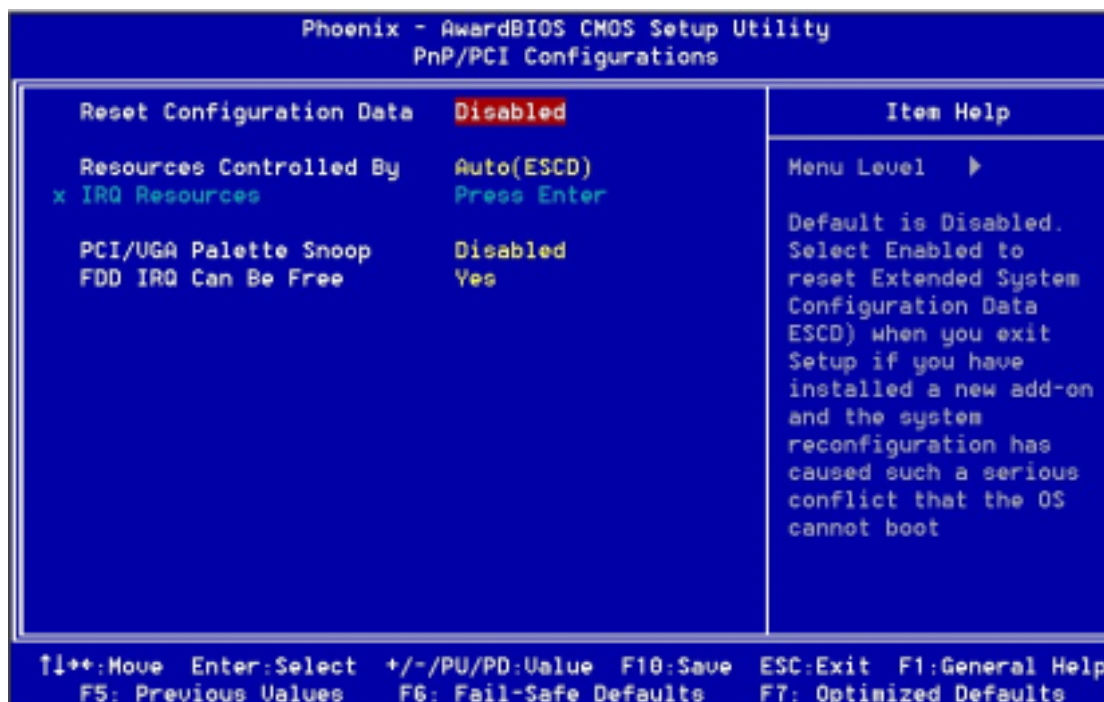 Phoenix - AwardBIOS CMOS Setup Utility
PnP/PCI Configurations
Reset Configuration Data Disabled
Resources Controlled By Auto(ESCD)
x IRQ Resources Press Enter
PCI/VGA Palette Snoop Disabled
FDD IRQ Can Be Free Yes
Item Help
Menu Level ▶
Default is Disabled.
Select Enabled to
reset Extended System
Configuration Data
ESCD) when you exit
Setup if you have
installed a new add-on
and the system
reconfiguration has
caused such a serious
conflict that the OS
cannot boot
↑↓→←:Move Enter:Select +/-/PU/PD:Value F10:Save ESC:Exit F1:General Help
F5: Previous Values F6: Fail-Safe Defaults F7: Optimized Defaults